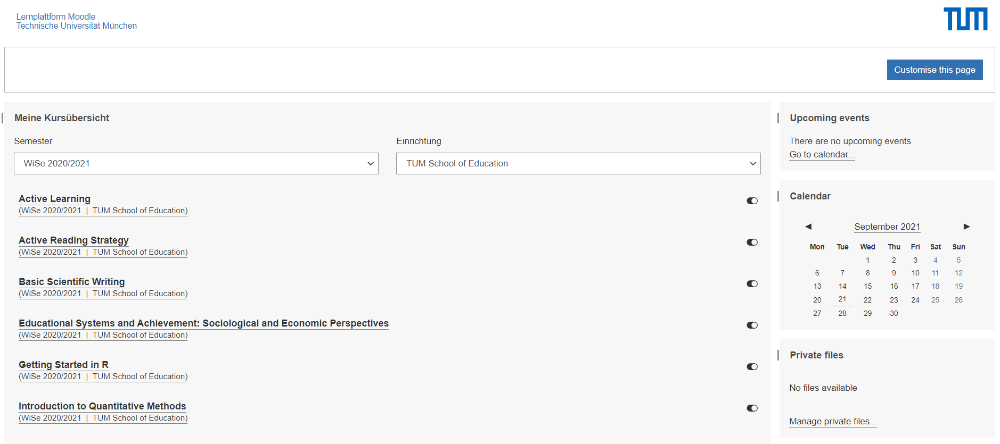 Lernplattform Moodle
Technische Universität München
TUM
Customise this page
Meine Kursübersicht
Semester
Einrichtung
WiSe 2020/2021
TUM School of Education
Active Learning
(WiSe 2020/2021 | TUM School of Education)
Active Reading Strategy
(WiSe 2020/2021 | TUM School of Education)
Basic Scientific Writing
(WiSe 2020/2021 | TUM School of Education)
Educational Systems and Achievement: Sociological and Economic Perspectives
(WiSe 2020/2021 | TUM School of Education)
Getting Started in R
(WiSe 2020/2021 | TUM School of Education)
Introduction to Quantitative Methods
(WiSe 2020/2021 | TUM School of Education)
Upcoming events
There are no upcoming events
Go to calendar...
Calendar
◄ September 2021 ►
Mon Tue Wed Thu Fri Sat Sun
1 2 3 4 5
6 7 8 9 10 11 12
13 14 15 16 17 18 19
20 21 22 23 24 25 26
27 28 29 30
Private files
No files available
Manage private files...